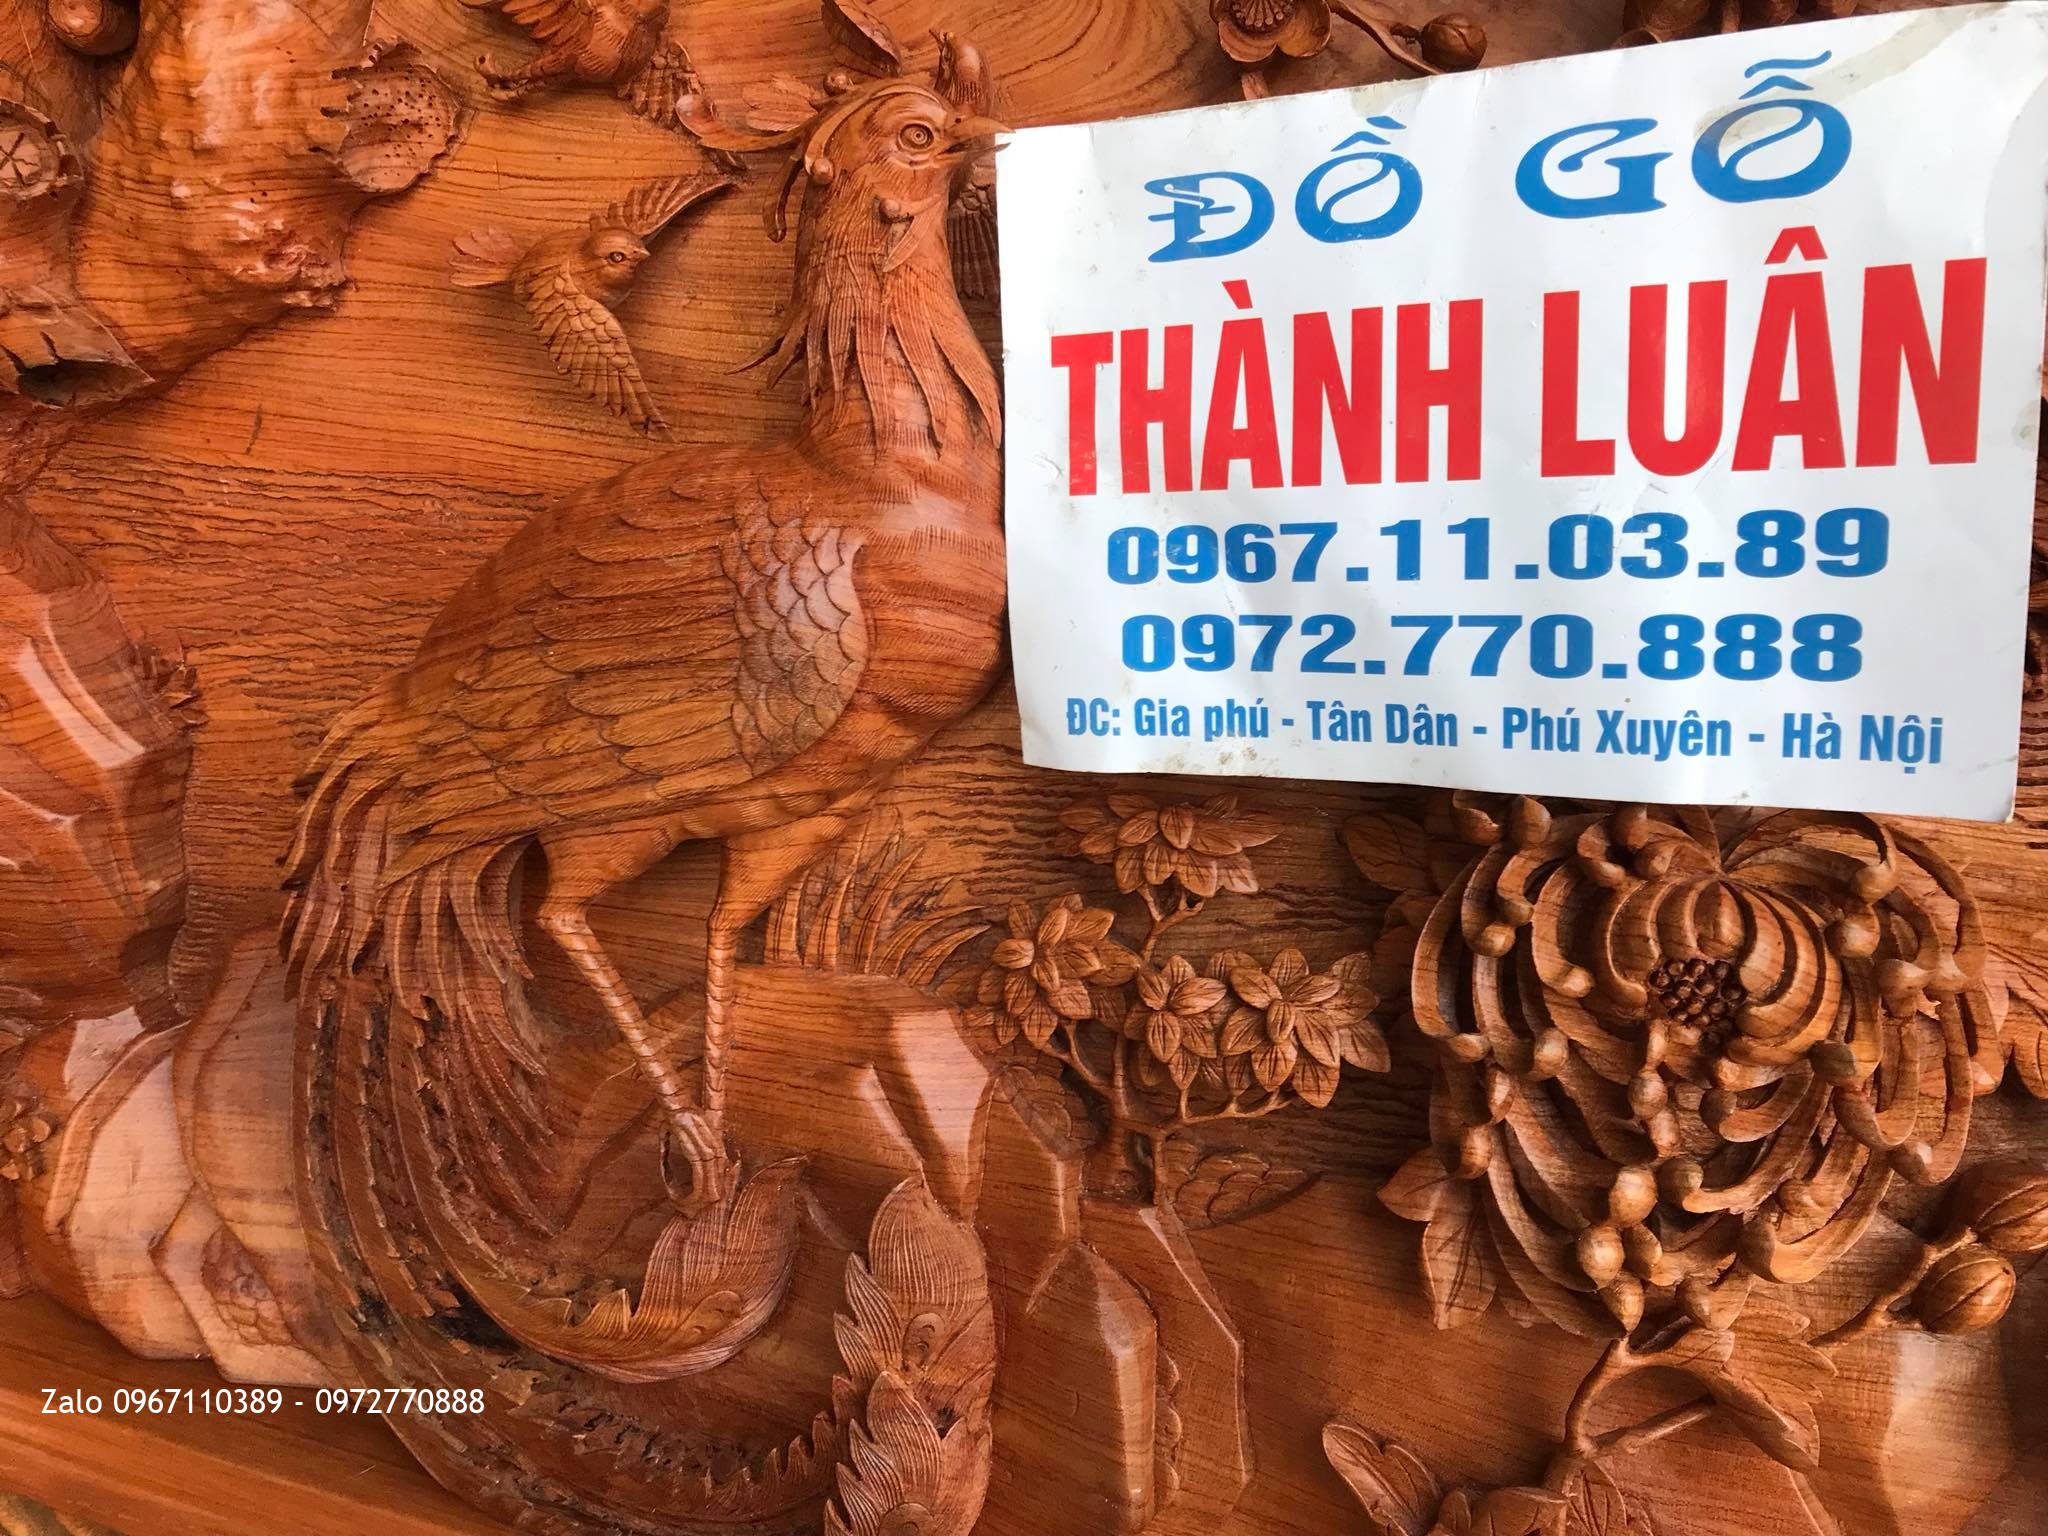 ĐỒ GỖ
THÀNH LUÂN
0967.11.03.89
0972.770.888
ĐC: Gia phú - Tân Dân - Phú Xuyên - Hà Nội
Zalo 0967110389 - 0972770888